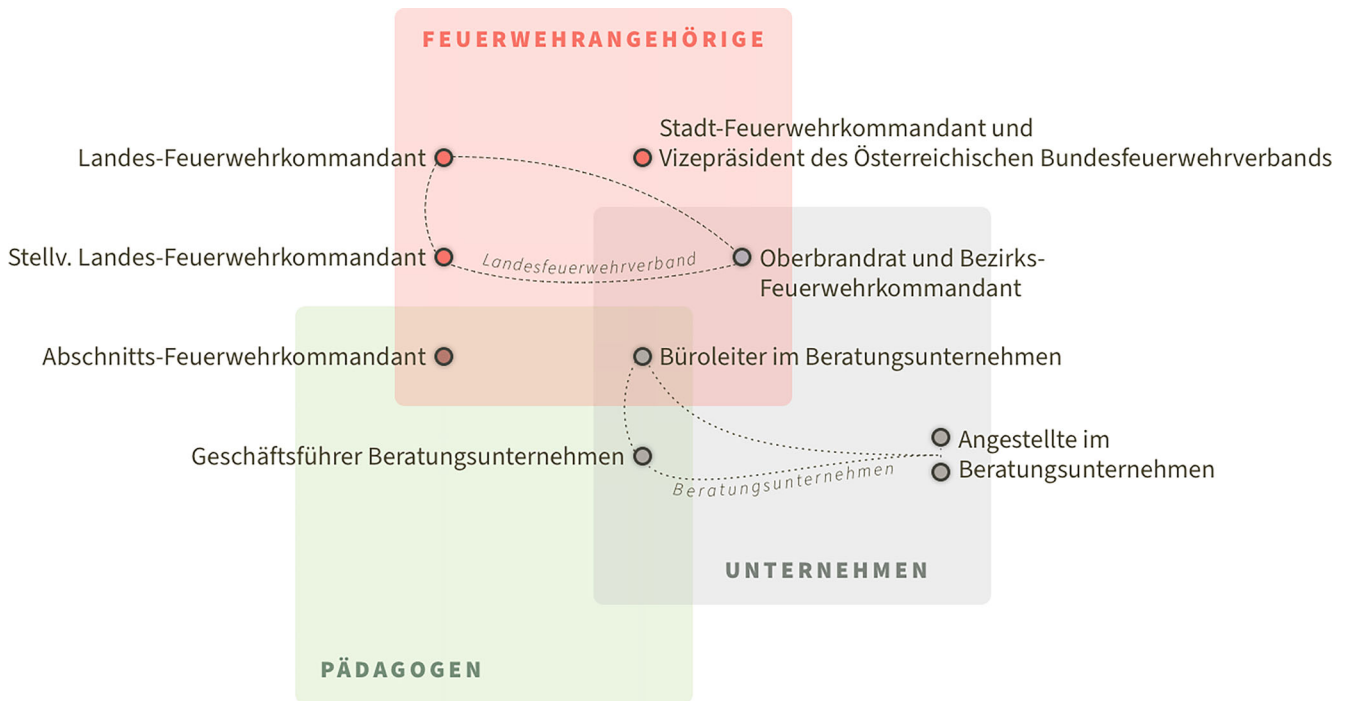 FEUERWEHRANGEHÖRIGE
Stadt-Feuerwehrkommandant und
Landes-Feuerwehrkommandant
Vizepräsident des Österreichischen Bundesfeuerwehrverbands
Stellv. Landes-Feuerwehrkommandant
Landesfeuerwehrverband
Oberbrandrat und Bezirks-
Feuerwehrkommandant
Abschnitts-Feuerwehrkommandant
Büroleiter im Beratungsunternehmen
Geschäftsführer Beratungsunternehmen
Angestellte im
Beratungsunternehmen
Beratungsunternehmen
UNTERNEHMEN
PÄDAGOGEN